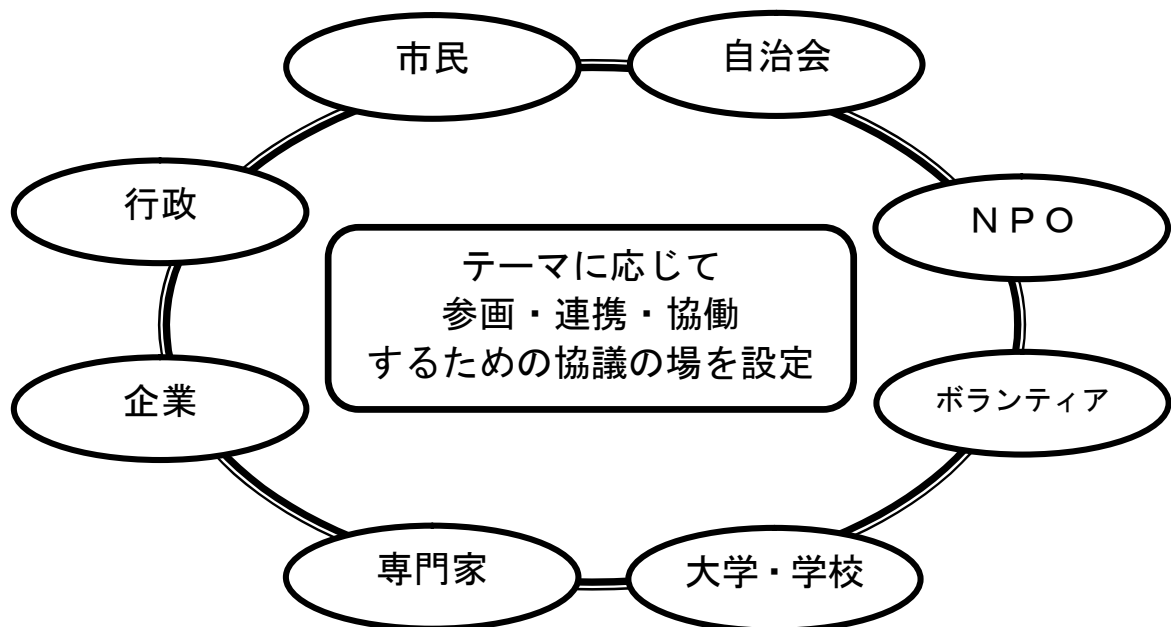 市民
自治会
行政
ＮＰＯ
テーマに応じて
参画・連携・協働
するための協議の場を設定
企業
ボランティア
専門家
大学・学校